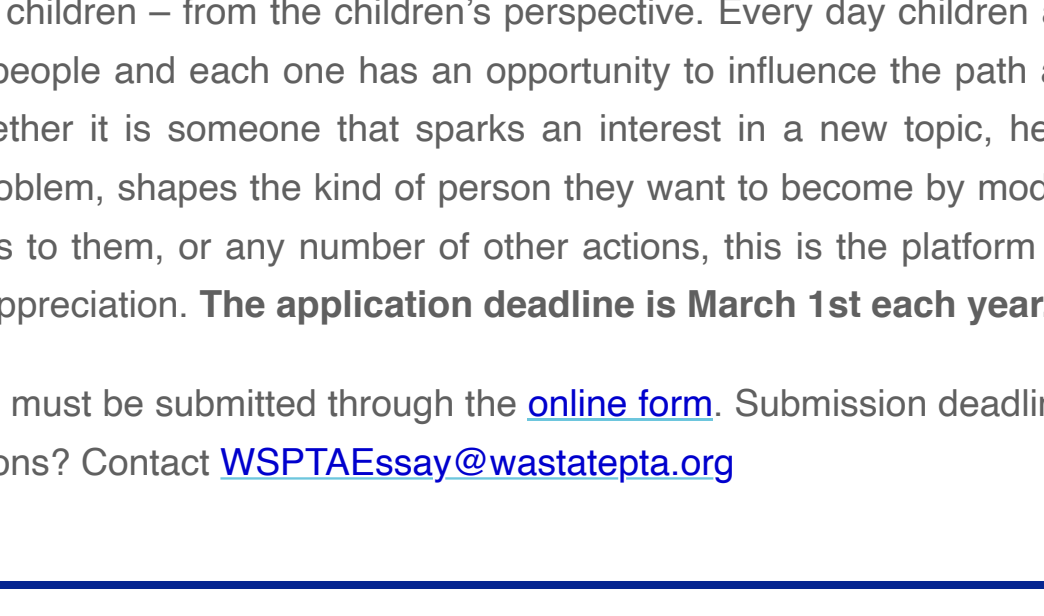 children – from the children's perspective. Every day children
people and each one has an opportunity to influence the path
ether it is someone that sparks an interest in a new topic, he
oblem, shapes the kind of person they want to become by mod
s to them, or any number of other actions, this is the platform
ppreciation. The application deadline is March 1st each year.
must be submitted through the online form. Submission deadlin
ons? Contact WSPTAEssay@wastatepta.org